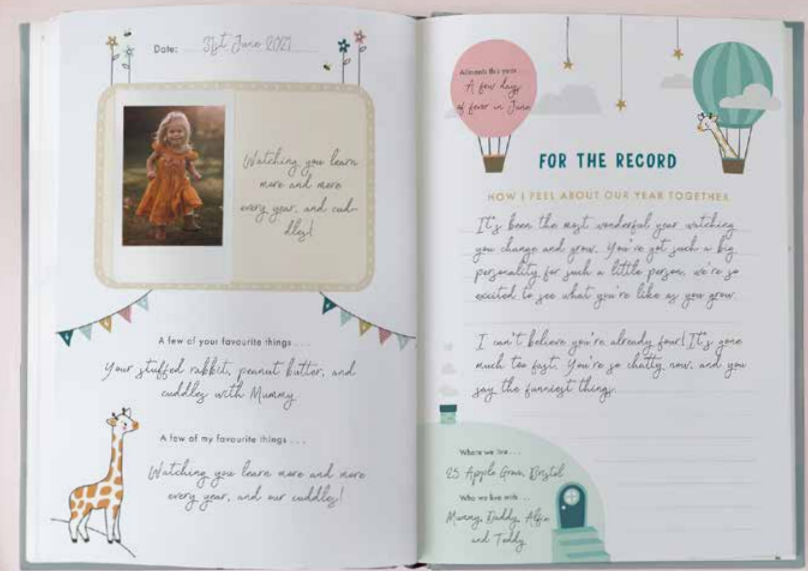 Date: 31st June 2021
Watching you learn
more and more
every year, and cud-
dles!
A few of your favourite things . . .
Your stuffed rabbit, peanut butter, and
cuddles with Mummy
A few of my favourite things . . .
Watching you learn more and more
every year, and our cuddles!
Ailments this year...
A few days
of fever in June
FOR THE RECORD
HOW I FEEL ABOUT OUR YEAR TOGETHER
It's been the most wonderful year watching
you change and grow. You've got such a big
personality for such a little person, we're so
excited to see what you're like as you grow.
I can't believe you're already four! It's gone
much too fast. You're so chatty now, and you
say the funniest things.
Where we live . . .
25 Apple Grove, Bristol
Who we live with . . .
Mummy, Daddy, Alfie
and Teddy